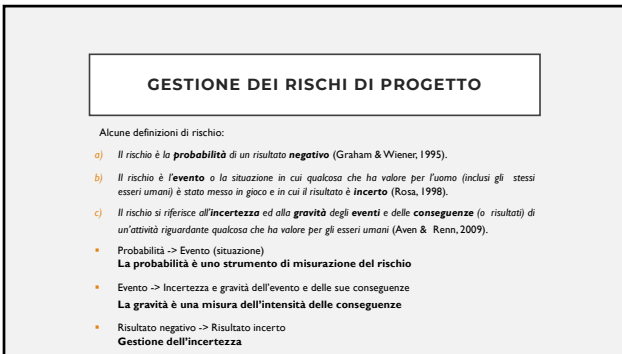 GESTIONE DEI RISCHI DI PROGETTO
Alcune definizioni di rischio:
a) Il rischio è la probabilità di un risultato negativo (Graham & Wiener, 1995).
b) Il rischio è l'evento o la situazione in cui qualcosa che ha valore per l'uomo (inclusi gli stessi
esseri umani) è stato messo in gioco e in cui il risultato è incerto (Rosa, 1998).
c) Il rischio si riferisce all'incertezza ed alla gravità degli eventi e delle conseguenze (o risultati) di
un'attività riguardante qualcosa che ha valore per gli esseri umani (Aven & Renn, 2009).
▪ Probabilità -> Evento (situazione)
La probabilità è uno strumento di misurazione del rischio
▪ Evento -> Incertezza e gravità dell'evento e delle sue conseguenze
La gravità è una misura dell'intensità delle conseguenze
▪ Risultato negativo -> Risultato incerto
Gestione dell'incertezza